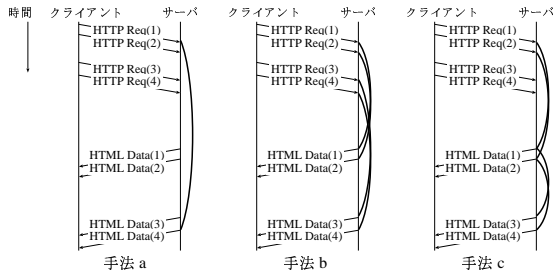 時間
クライアント サーバ
HTTP Req(1)
HTTP Req(2)
HTTP Req(3)
HTTP Req(4)
HTML Data(1)
HTML Data(2)
HTML Data(3)
HTML Data(4)
手法 a
クライアント サーバ
HTTP Req(1)
HTTP Req(2)
HTTP Req(3)
HTTP Req(4)
HTML Data(1)
HTML Data(2)
HTML Data(3)
HTML Data(4)
手法 b
クライアント サーバ
HTTP Req(1)
HTTP Req(2)
HTTP Req(3)
HTTP Req(4)
HTML Data(1)
HTML Data(2)
HTML Data(3)
HTML Data(4)
手法 c